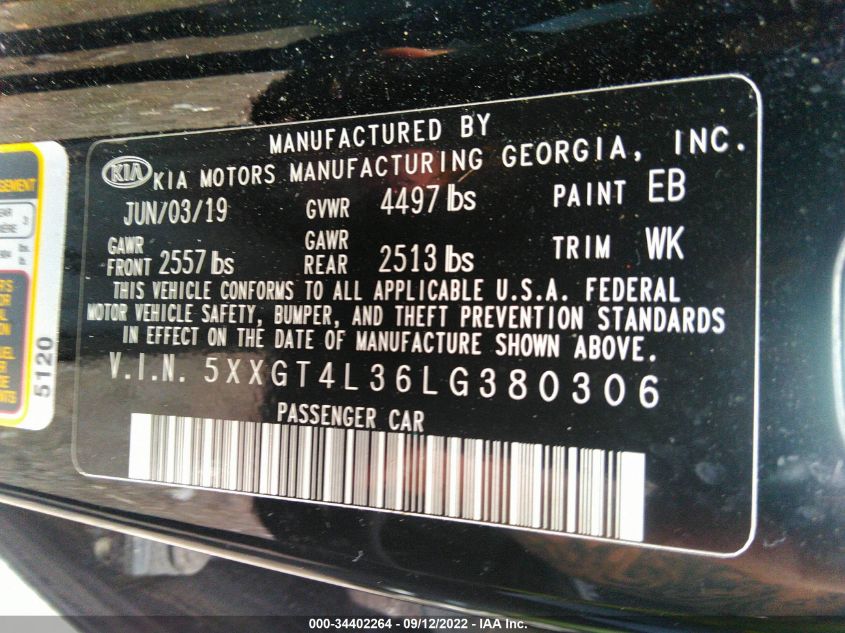 MANUFACTURED BY
KIA KIA MOTORS MANUFACTURING GEORGIA, INC.
JUN/03/19 GVWR 4497 lbs PAINT EB
GAWR FRONT 2557 lbs GAWR REAR 2513 lbs TRIM WK
THIS VEHICLE CONFORMS TO ALL APPLICABLE U.S.A. FEDERAL
MOTOR VEHICLE SAFETY, BUMPER, AND THEFT PREVENTION STANDARDS
IN EFFECT ON THE DATE OF MANUFACTURE SHOWN ABOVE.
V.I.N. 5XXGT4L36LG380306
PASSENGER CAR
5120
000-34402264 - 09/12/2022 - IAA Inc.